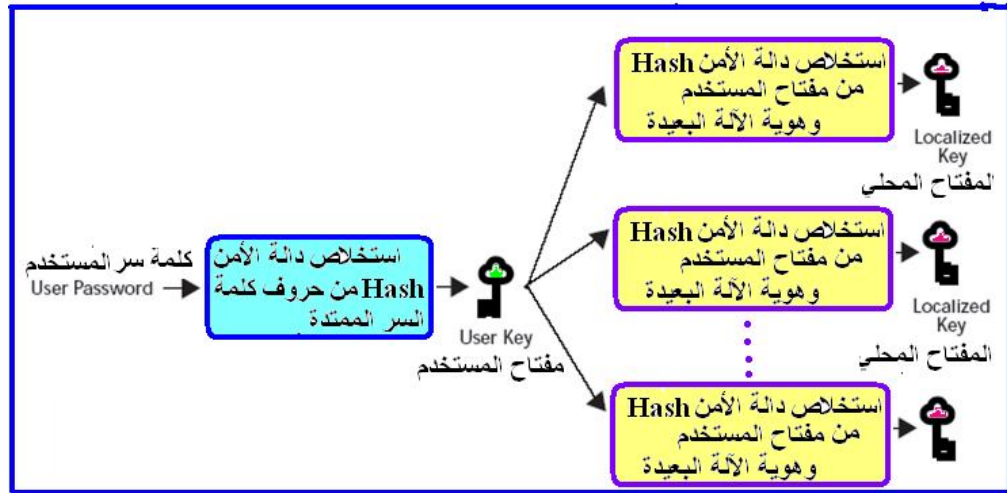 استخلاص دالة الأمن Hash
من مفتاح المستخدم
وهوية الآلة البعيدة
Localized
Key
المفتاح المحلي
كلمة سر المستخدم
User Password
استخلاص دالة الأمن
Hash من حروف كلمة
السر الممتدة
User Key
مفتاح المستخدم
استخلاص دالة الأمن Hash
من مفتاح المستخدم
وهوية الآلة البعيدة
Localized
Key
المفتاح المحلي
استخلاص دالة الأمن Hash
من مفتاح المستخدم
وهوية الآلة البعيدة